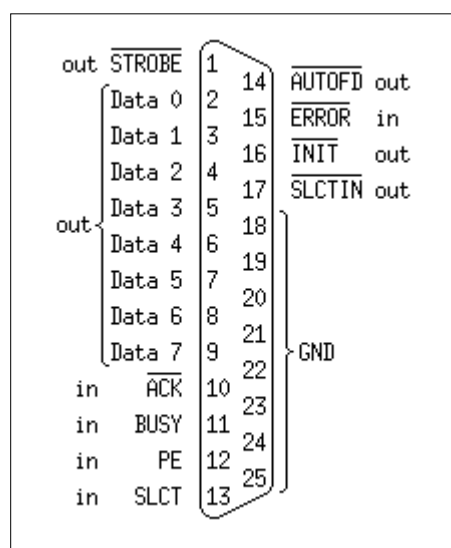 out STROBE 1
14 AUTOFD out
Data 0 2
15 ERROR in
Data 1 3
16 INIT out
Data 2 4
17 SLCTIN out
Data 3 5
18
out
Data 4 6
19
Data 5 7
20
Data 6 8
21
Data 7 9
GND
22
in ACK 10
23
in BUSY 11
24
in PE 12
25
in SLCT 13